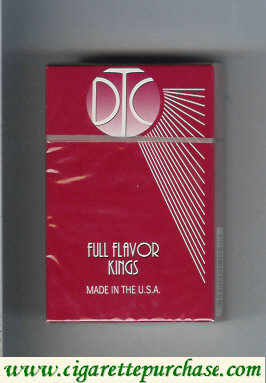 DTC
FULL FLAVOR
KINGS
MADE IN THE U.S.A.
www.cigarettepurchase.com